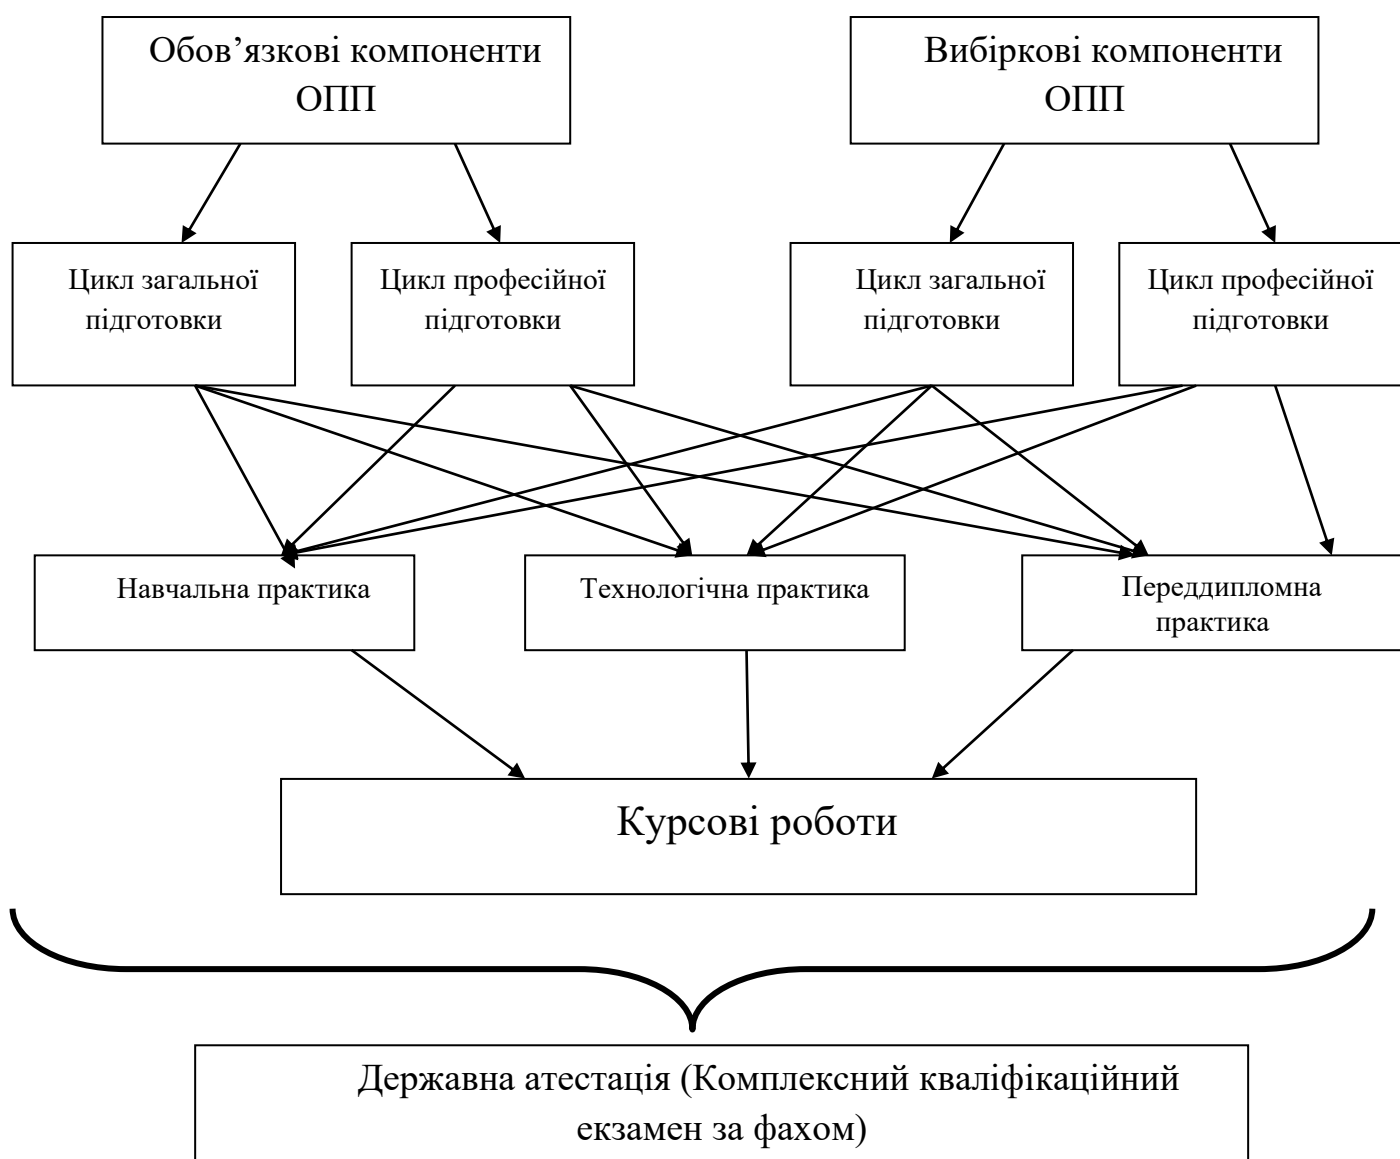 Обов’язкові компоненти
ОПП
Вибіркові компоненти
ОПП
Цикл загальної
підготовки
Цикл професійної
підготовки
Цикл загальної
підготовки
Цикл професійної
підготовки
Навчальна практика
Технологічна практика
Переддипломна
практика
Курсові роботи
Державна атестація (Комплексний кваліфікаційний
екзамен за фахом)